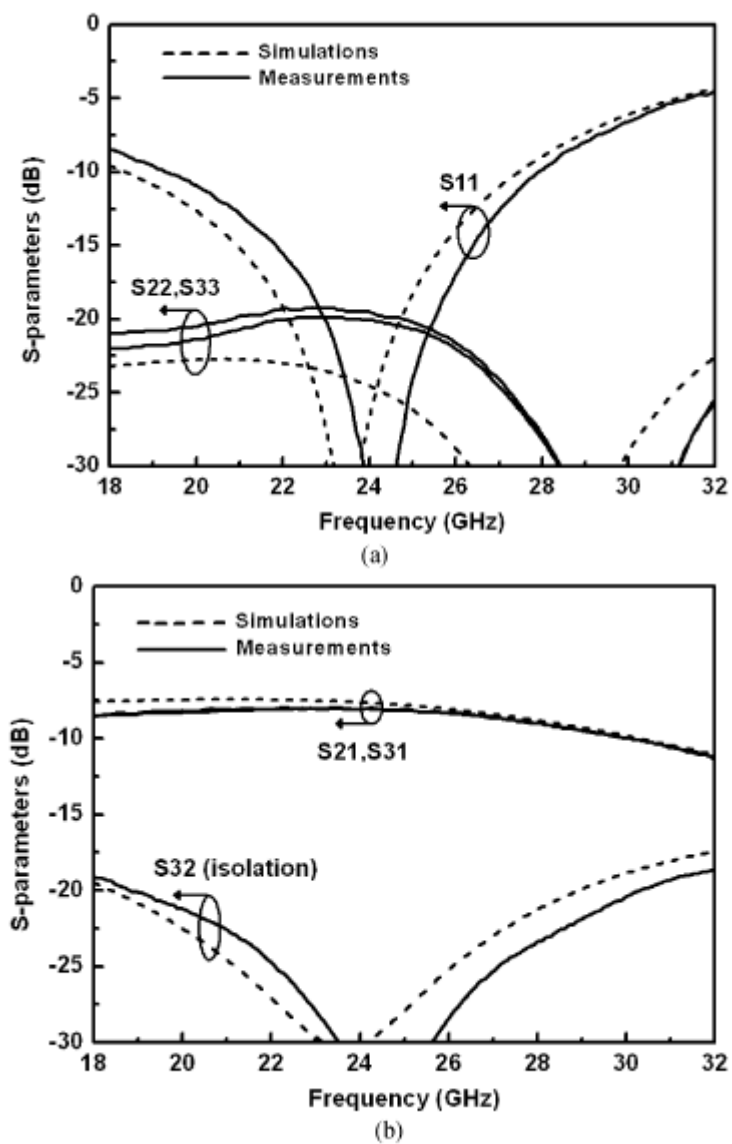 0
-5
-10
-15
-20
-25
-30
S-parameters (dB)
Simulations
Measurements
S11
S22,S33
18 20 22 24 26 28 30 32
Frequency (GHz)
(a)
0
-5
-10
-15
-20
-25
-30
S-parameters (dB)
Simulations
Measurements
S21,S31
S32 (isolation)
18 20 22 24 26 28 30 32
Frequency (GHz)
(b)